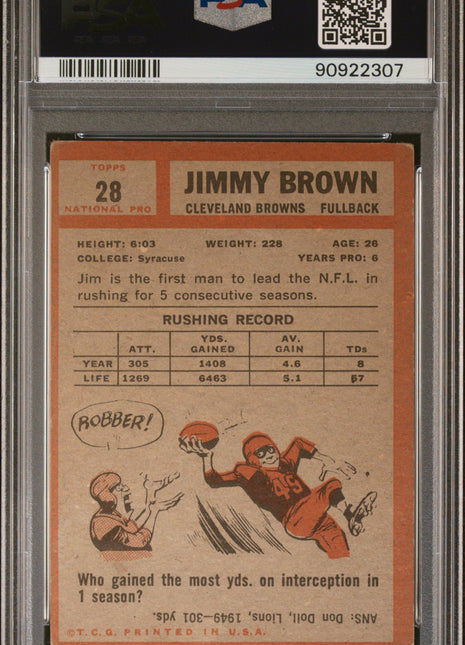 PSA
PSA
90922307
TOPPS
28
NATIONAL PRO
JIMMY BROWN
CLEVELAND BROWNS FULLBACK
HEIGHT: 6:03 WEIGHT: 228 AGE: 26
COLLEGE: Syracuse YEARS PRO: 6
Jim is the first man to lead the N.F.L. in
rushing for 5 consecutive seasons.
RUSHING RECORD
ATT. YDS. GAINED AV. GAIN TDs
YEAR 305 1408 4.6 8
LIFE 1269 6463 5.1 57
ROBBER!
49
Who gained the most yds. on interception in
1 season?
ANS: Don Doll, Lions, 1949—301 yds.
©T.C.G. PRINTED IN U.S.A.